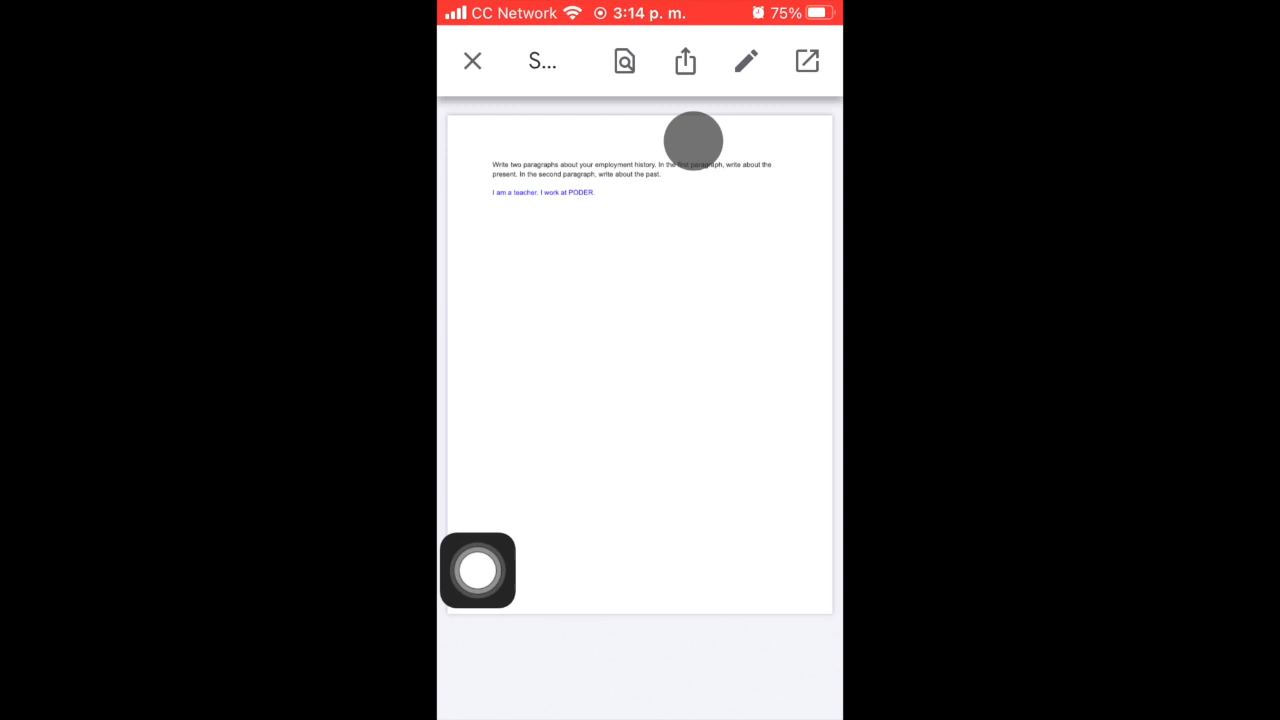 CC Network 3:14 p. m. 75%
S...
Write two paragraphs about your employment history. In the first paragraph, write about the
present. In the second paragraph, write about the past.
I am a teacher. I work at PODER.